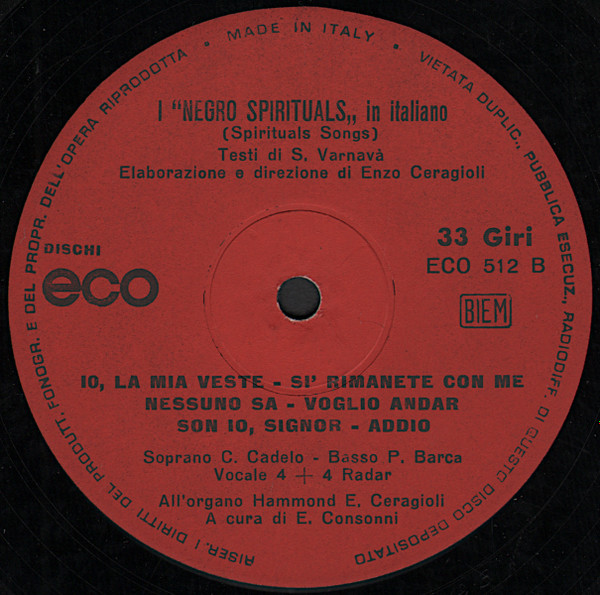 RISER. I DIRITTI DEL PRODUTT. FONOGR. E DEL PROPR. DELL'OPERA RIPRODOTTA • MADE IN ITALY • VIETATA DUPLIC., PUBBLICA ESECUZ., RADIODIFF. DI QUESTO DISCO DEPOSITATO
I "NEGRO SPIRITUALS„ in italiano
(Spirituals Songs)
Testi di S. Varnavà
Elaborazione e direzione di Enzo Ceragioli
DISCHI
eco
33 Giri
ECO 512 B
BIEM
IO, LA MIA VESTE - SI' RIMANETE CON ME
NESSUNO SA - VOGLIO ANDAR
SON IO, SIGNOR - ADDIO
Soprano C. Cadelo - Basso P. Barca
Vocale 4 + 4 Radar
All'organo Hammond E. Ceragioli
A cura di E. Consonni